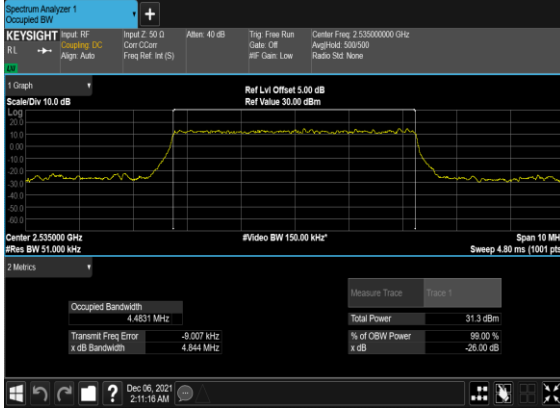 Spectrum Analyzer 1
Occupied BW
+
KEYSIGHT Input: RF Input Z: 50 Ω Atten: 40 dB Trig: Free Run Center Freq: 2.535000000 GHz
RL Coupling: DC Corr CCorr Gate: Off Avg|Hold: 500/500
Align: Auto Freq Ref: Int (S) #IF Gain: Low Radio Std: None
LXI
1 Graph
Ref Lvl Offset 5.00 dB
Scale/Div 10.0 dB Ref Value 30.00 dBm
Log
20.0
10.0
0.00
-10.0
-20.0
-30.0
-40.0
-50.0
-60.0
Center 2.535000 GHz #Video BW 150.00 kHz* Span 10 MH
#Res BW 51.000 kHz Sweep 4.80 ms (1001 pts
2 Metrics
Measure Trace Trace 1
Occupied Bandwidth
4.4831 MHz Total Power 31.3 dBm
Transmit Freq Error -9.007 kHz % of OBW Power 99.00 %
x dB Bandwidth 4.844 MHz x dB -26.00 dB
?
Dec 06, 2021
2:11:16 AM